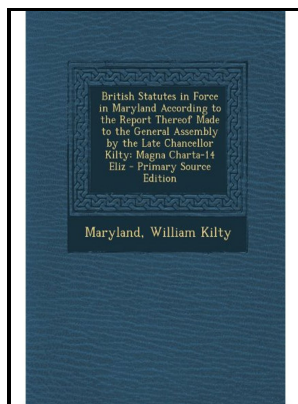 British Statutes in Force
in Maryland According to
the Report Thereof Made
to the General Assembly
by the Late Chancellor
Kilty: Magna Charta-14
Eliz - Primary Source
Edition
Maryland, William Kilty